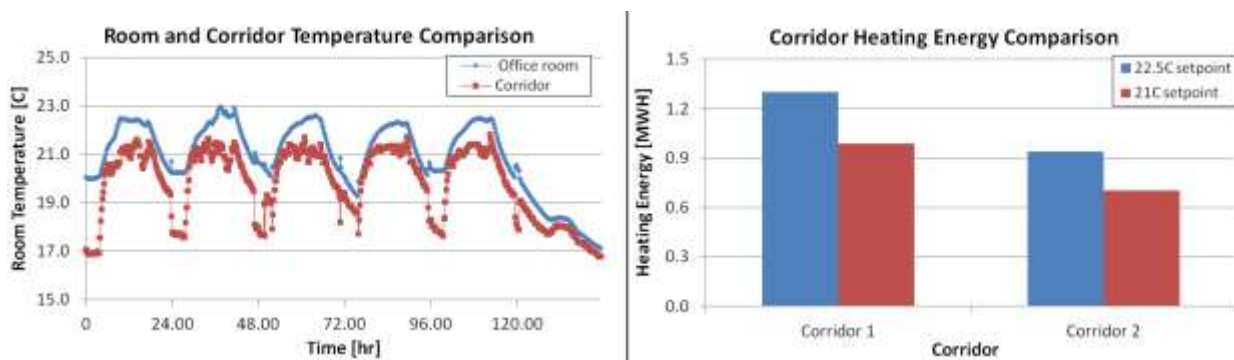 Room and Corridor Temperature Comparison
25.0
23.0
21.0
19.0
17.0
15.0
Room Temperature [C]
Office room
Corridor
0 24.00 48.00 72.00 96.00 120.00
Time [hr]
Corridor Heating Energy Comparison
1.5
1.2
0.9
0.6
0.3
0.0
Heating Energy [MWH]
22.5C setpoint
21C setpoint
Corridor 1 Corridor 2
Corridor